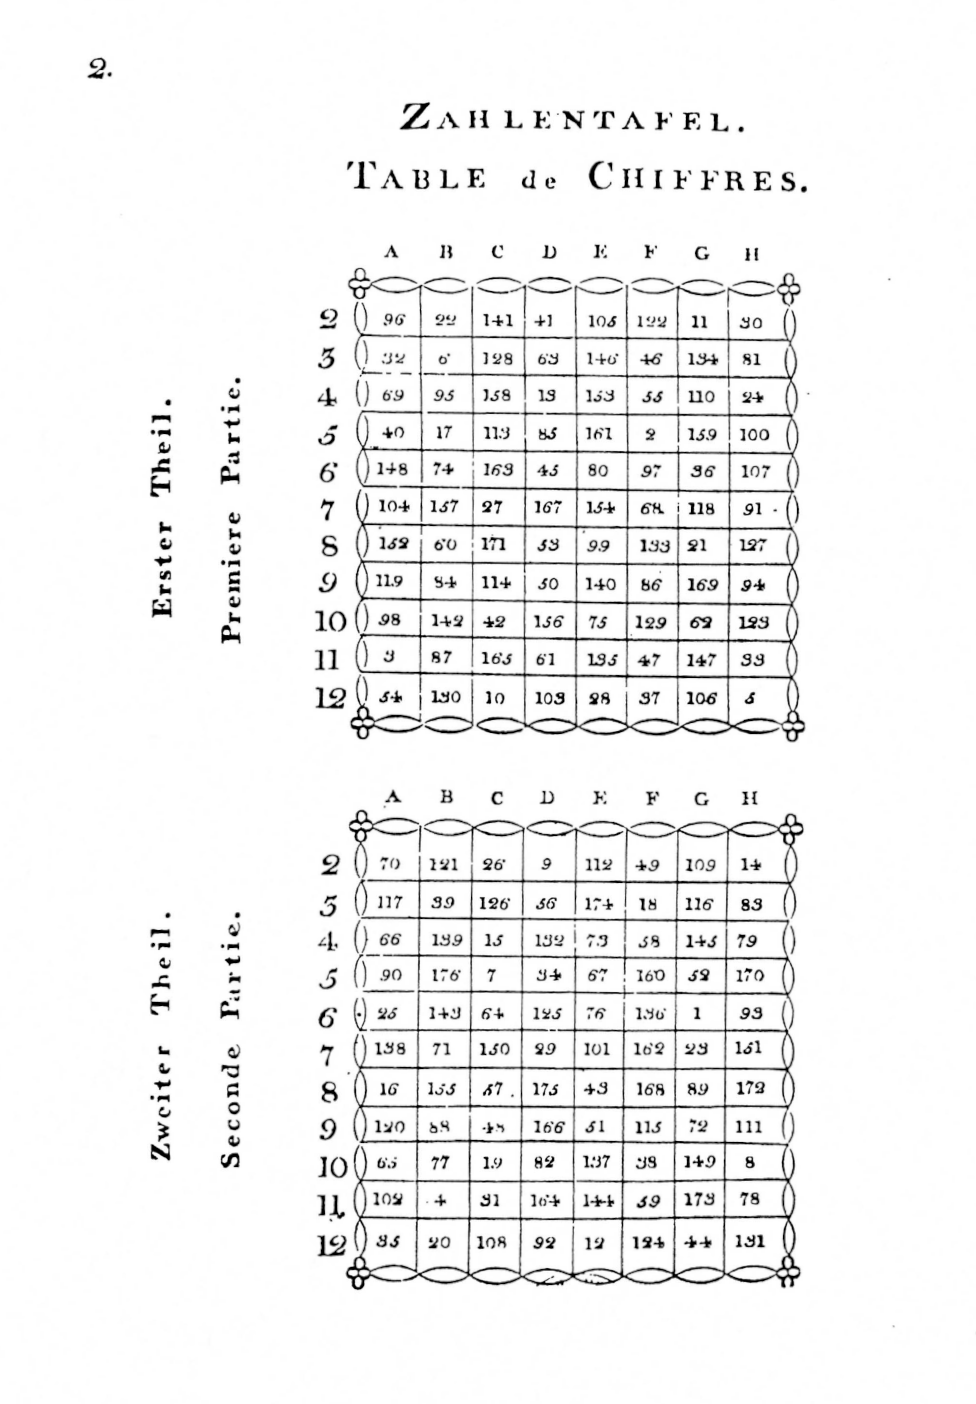 2.
ZAHLENTAFEL.
TABLE de CHIFFRES.
Erster Theil.
Premiere Partie.
A B C D E F G H
2 96 22 141 41 105 122 11 30
3 32 6 128 63 146 46 134 81
4 69 95 158 13 153 55 110 24
5 40 17 113 85 161 2 159 100
6 148 74 163 45 80 97 36 107
7 104 157 27 167 154 68 118 91
8 152 60 171 53 99 133 21 127
9 119 84 114 50 140 86 169 94
10 98 142 42 156 75 129 62 123
11 3 87 165 61 135 47 147 33
12 54 130 10 103 28 37 106 5
Zweiter Theil.
Seconde Partie.
A B C D E F G H
2 70 121 26 9 112 49 109 14
3 117 39 126 56 174 18 116 83
4 66 139 15 132 73 58 145 79
5 90 176 7 34 67 160 52 170
6 25 143 64 125 76 136 1 93
7 138 71 150 29 101 162 23 151
8 16 155 57 175 43 168 89 172
9 120 88 48 166 51 115 72 111
10 65 77 19 82 137 38 149 8
11 102 4 31 164 144 59 173 78
12 35 20 108 92 12 124 44 131